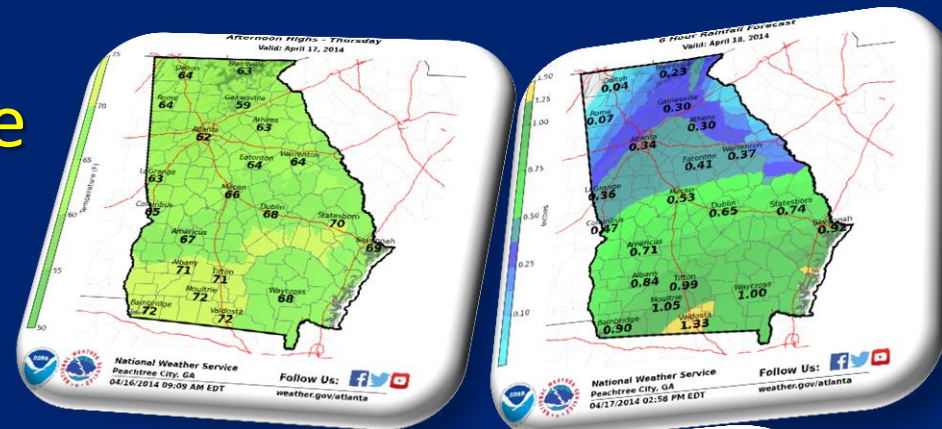 e
Afternoon Highs - Thursday
Valid: April 17, 2014
75
70
65
60
55
50
Temperature (F)
Dalton
64
Blairsville
63
Rome
64
Gainesville
59
Athens
63
Atlanta
62
Eatonton
64
Warrenton
64
LaGrange
63
Macon
66
Columbus
65
Dublin
68
Statesboro
70
Americus
67
Savannah
69
Albany
71
Tifton
71
Moultrie
72
Waycross
68
Bainbridge
72
Valdosta
72
NOAA
National Weather Service
Peachtree City, GA
04/16/2014 09:09 AM EDT
Follow Us:
weather.gov/atlanta
6 Hour Rainfall Forecast
Valid: April 18, 2014
1.50
1.25
1.00
0.75
0.50
0.25
0.10
Inches
Dalton
0.04
Blairsville
0.23
Rome
0.07
Gainesville
0.30
Athens
0.30
Atlanta
0.34
Eatonton
0.41
Warrenton
0.37
LaGrange
0.36
Macon
0.53
Columbus
0.47
Dublin
0.65
Statesboro
0.74
Savannah
0.92
Americus
0.71
Albany
0.84
Tifton
0.99
Moultrie
1.05
Waycross
1.00
Bainbridge
0.90
Valdosta
1.33
NOAA
National Weather Service
Peachtree City, GA
04/17/2014 02:58 PM EDT
Follow Us:
weather.gov/atlanta